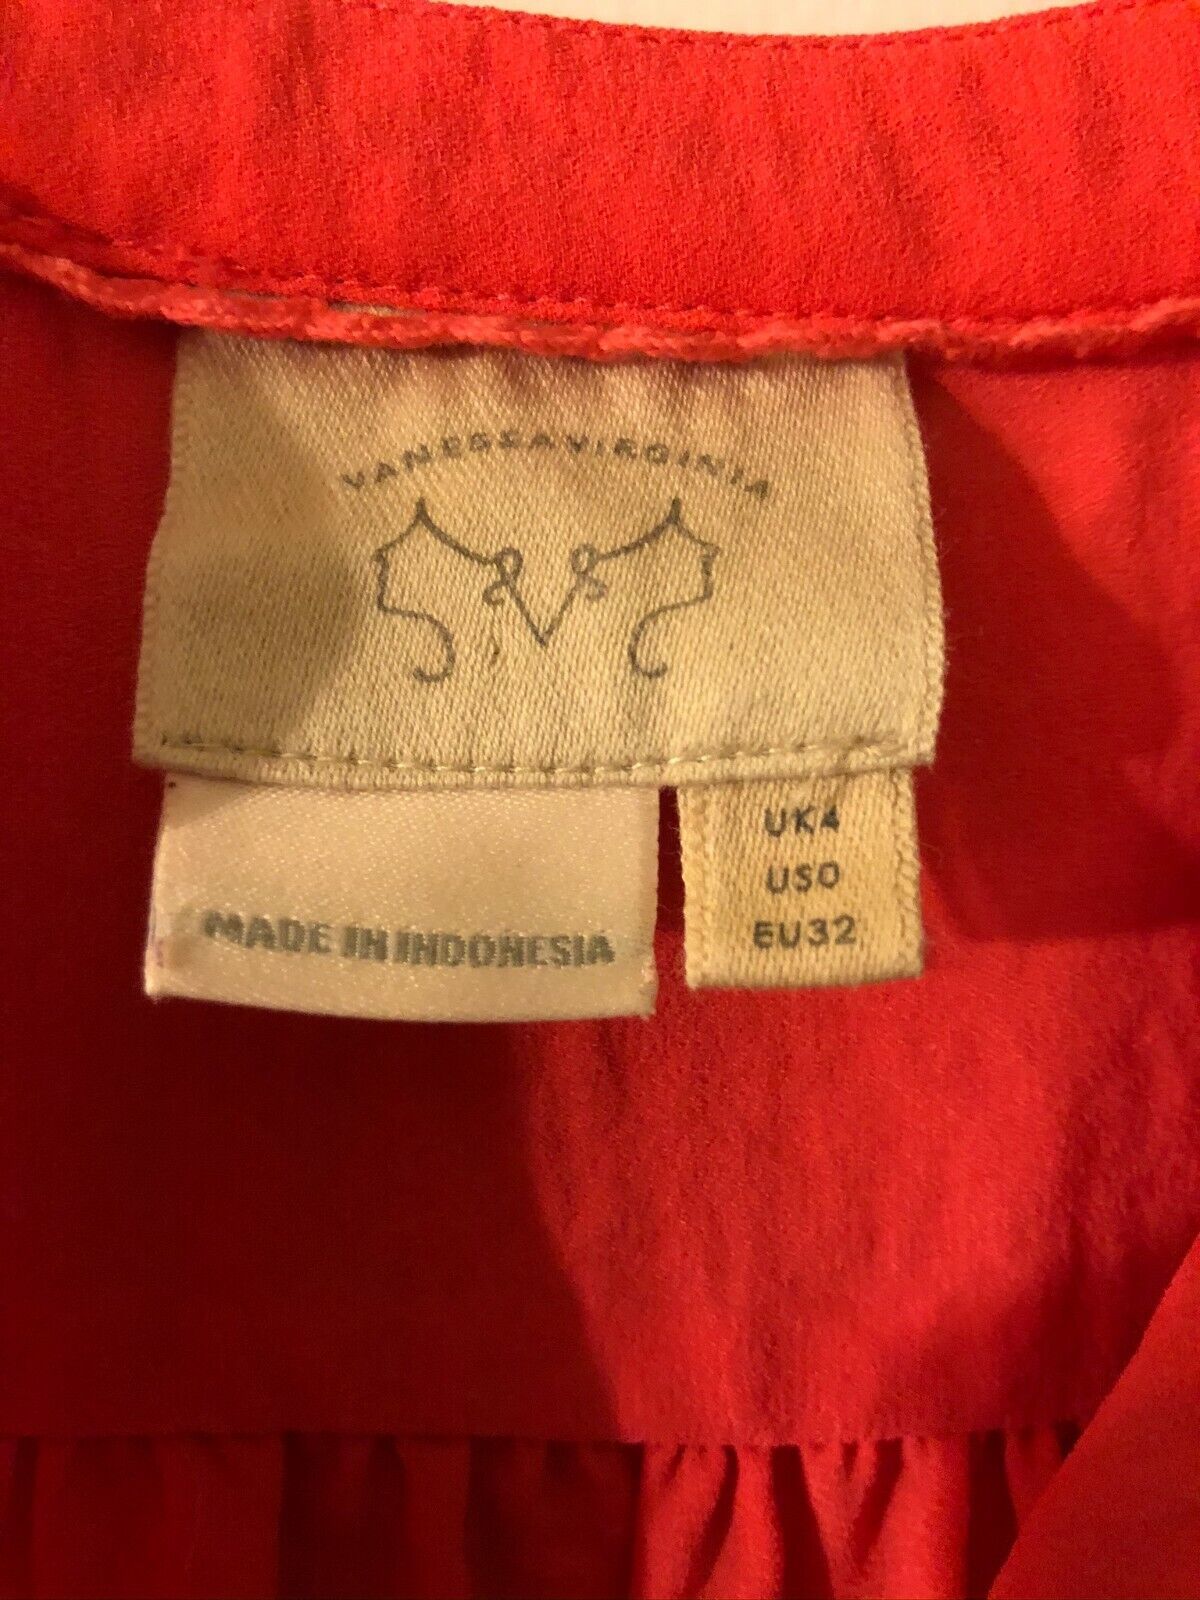 VANESSAVIRGINIA
MADE IN INDONESIA
UK4
US0
EU32